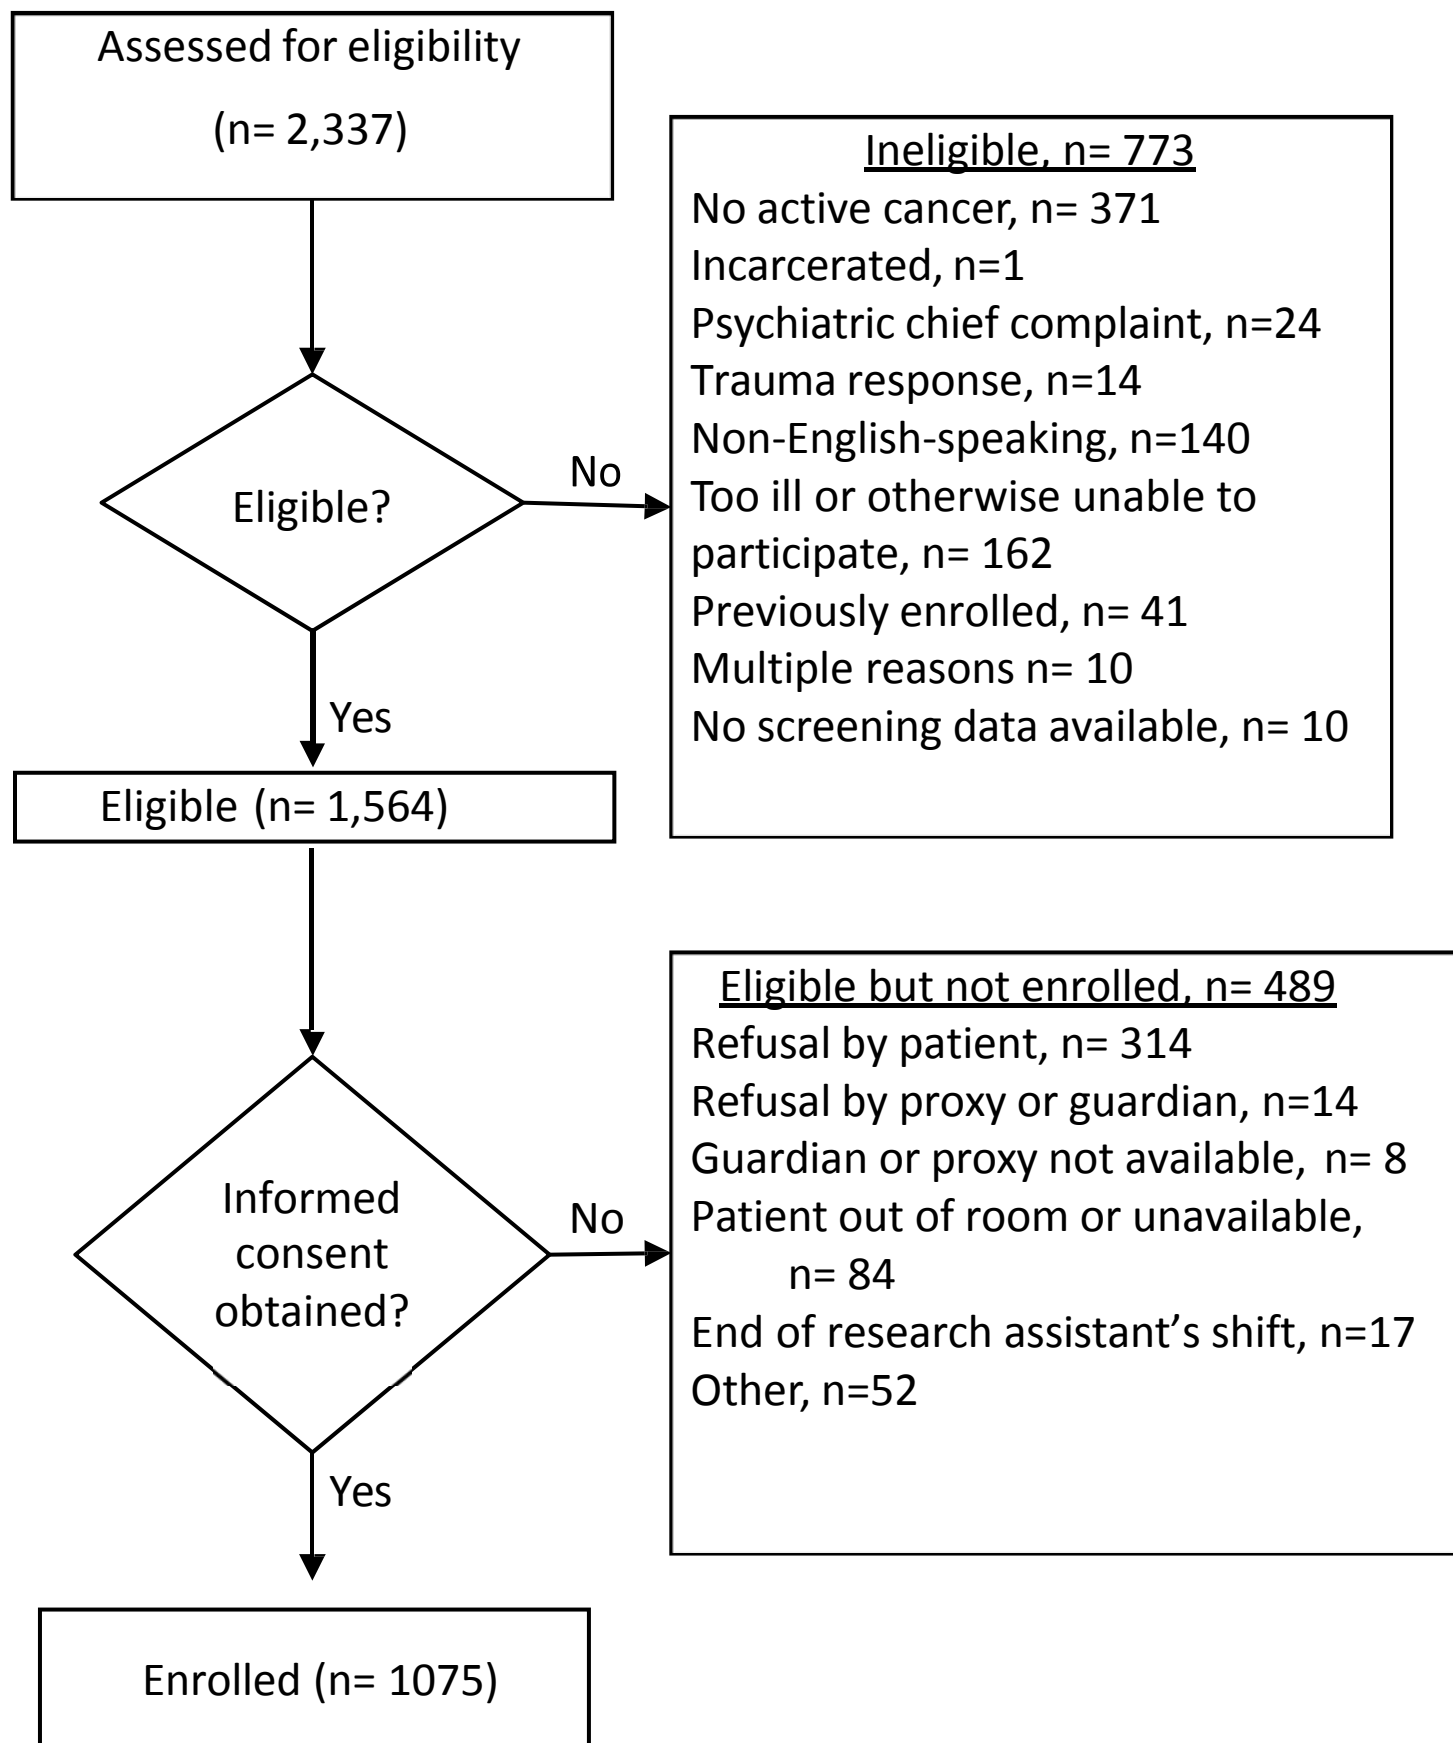 Assessed for eligibility
(n= 2,337)
Ineligible, n= 773
No active cancer, n= 371
Incarcerated, n=1
Psychiatric chief complaint, n=24
Trauma response, n=14
Non-English-speaking, n=140
Too ill or otherwise unable to
participate, n= 162
Previously enrolled, n= 41
Multiple reasons n= 10
No screening data available, n= 10
Eligible?
No
Yes
Eligible (n= 1,564)
Eligible but not enrolled, n= 489
Refusal by patient, n= 314
Refusal by proxy or guardian, n=14
Guardian or proxy not available, n= 8
Patient out of room or unavailable,
n= 84
End of research assistant’s shift, n=17
Other, n=52
Informed
consent
obtained?
No
Yes
Enrolled (n= 1075)